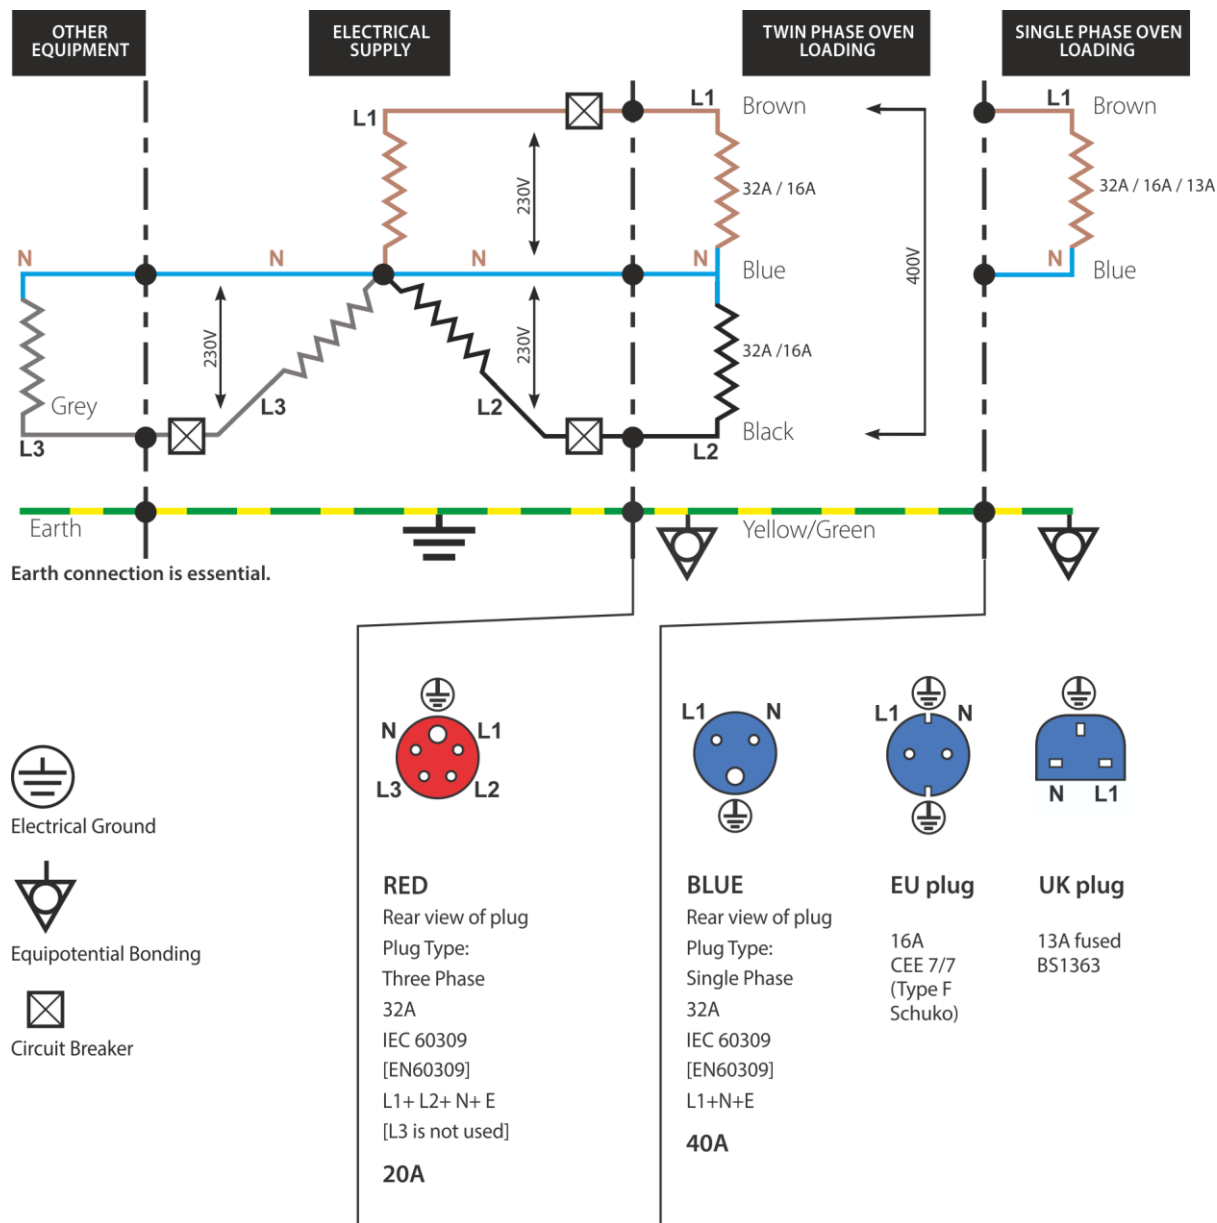 OTHER
EQUIPMENT
ELECTRICAL
SUPPLY
TWIN PHASE OVEN
LOADING
SINGLE PHASE OVEN
LOADING
L1
L1
Brown
L1
Brown
230V
32A / 16A
32A / 16A / 13A
N
N
N
N
Blue
400V
N
Blue
230V
230V
32A /16A
Grey
L3
L3
L2
L2
Black
Earth
Yellow/Green
Earth connection is essential.
N
L1
L3
L2
L1
N
L1
N
N
L1
Electrical Ground
Equipotential Bonding
Circuit Breaker
RED
Rear view of plug
Plug Type:
Three Phase
32A
IEC 60309
[EN60309]
L1+ L2+ N+ E
[L3 is not used]
20A
BLUE
Rear view of plug
Plug Type:
Single Phase
32A
IEC 60309
[EN60309]
L1+N+E
40A
EU plug
16A
CEE 7/7
(Type F
Schuko)
UK plug
13A fused
BS1363